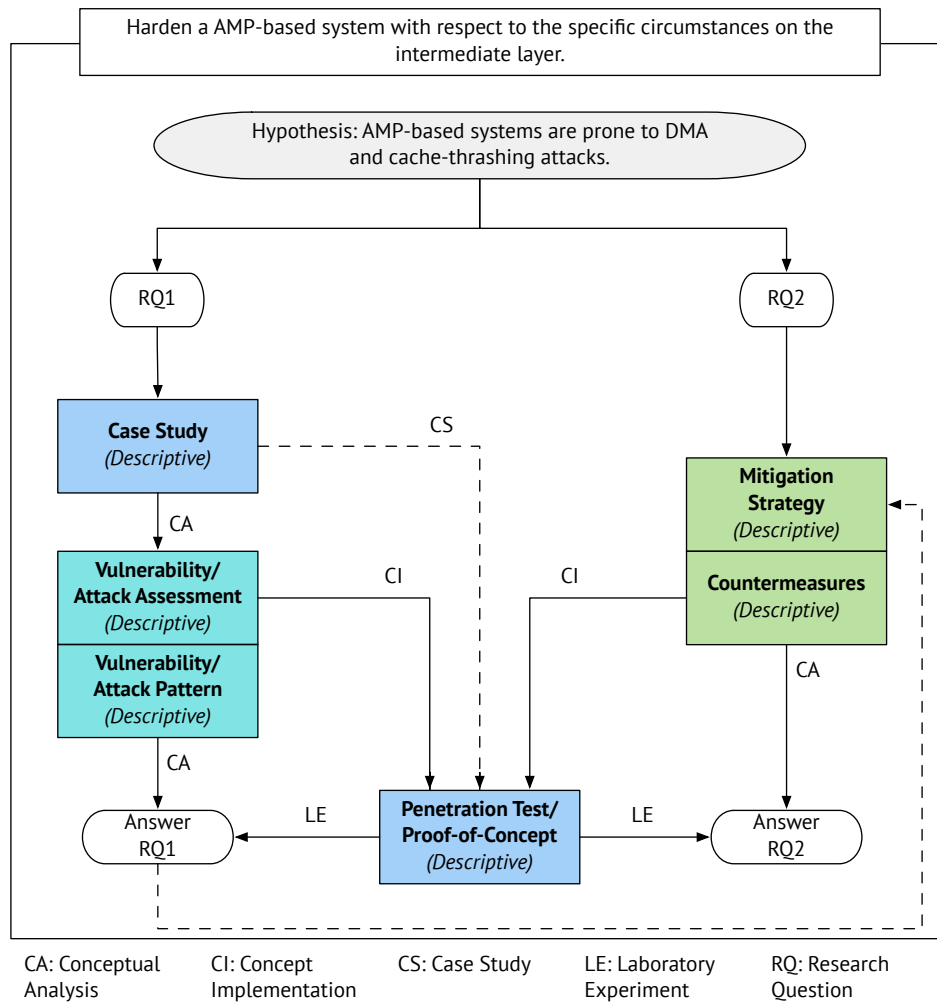 Harden a AMP-based system with respect to the specific circumstances on the
intermediate layer.
Hypothesis: AMP-based systems are prone to DMA
and cache-thrashing attacks.
RQ1
RQ2
Case Study
(Descriptive)
CS
Mitigation
Strategy
(Descriptive)
CA
Vulnerability/
Attack Assessment
(Descriptive)
CI
CI
Countermeasures
(Descriptive)
Vulnerability/
Attack Pattern
(Descriptive)
CA
CA
Answer
RQ1
LE
Penetration Test/
Proof-of-Concept
(Descriptive)
LE
Answer
RQ2
CA: Conceptual
Analysis
CI: Concept
Implementation
CS: Case Study
LE: Laboratory
Experiment
RQ: Research
Question